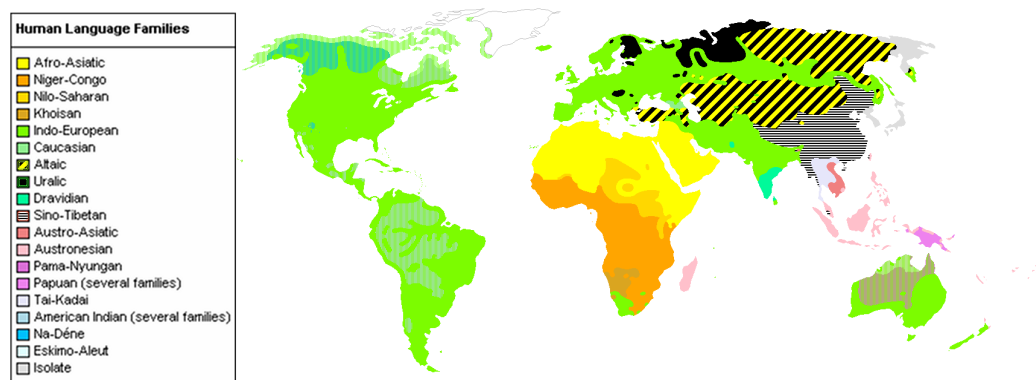 Human Language Families
Afro-Asiatic
Niger-Congo
Nilo-Saharan
Khoisan
Indo-European
Caucasian
Altaic
Uralic
Dravidian
Sino-Tibetan
Austro-Asiatic
Austronesian
Pama-Nyungan
Papuan (several families)
Tai-Kadai
American Indian (several families)
Na-Déne
Eskimo-Aleut
Isolate